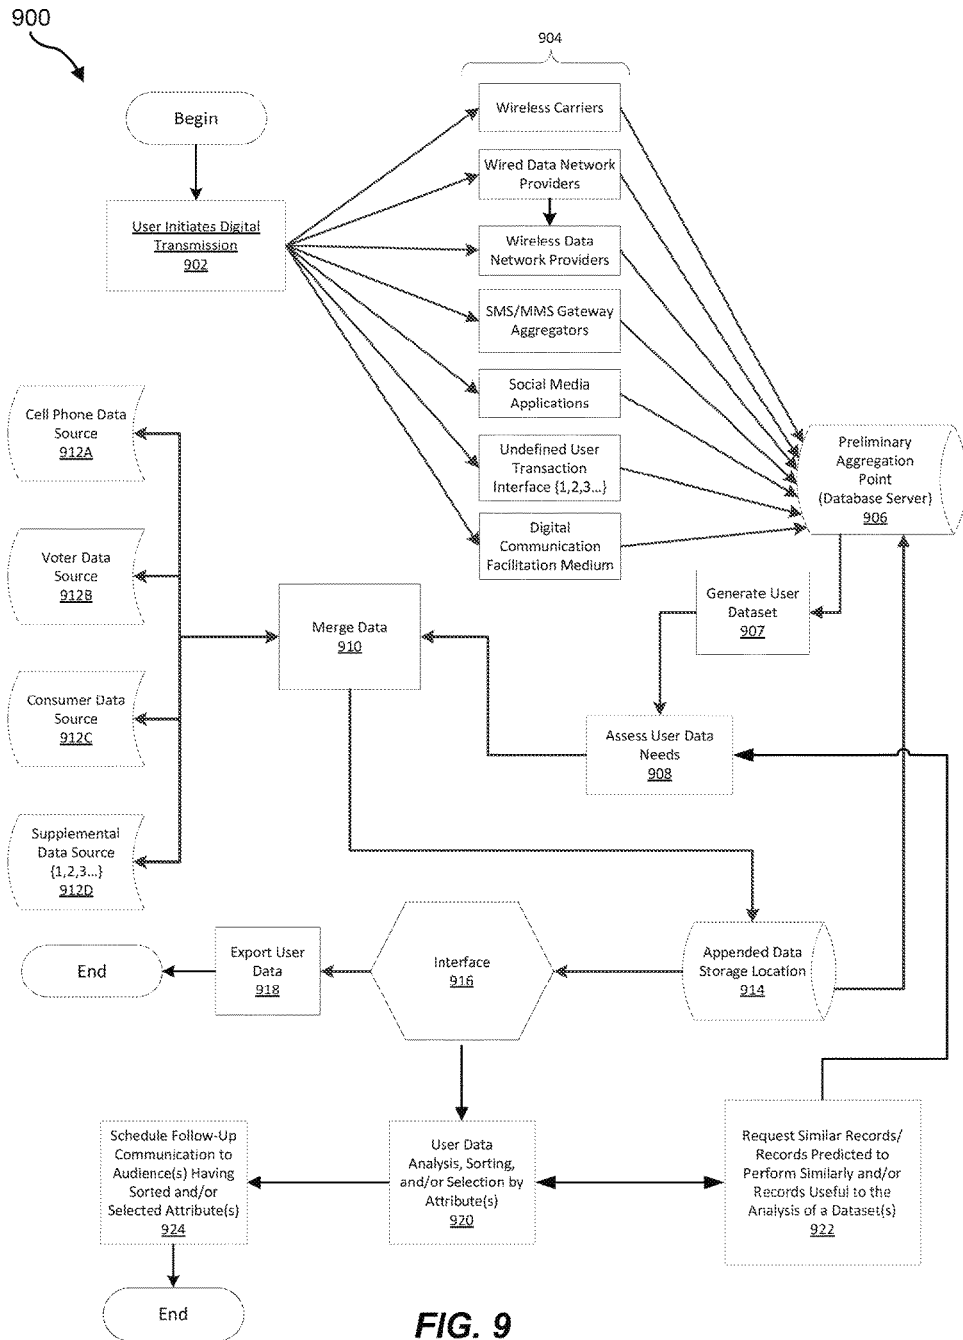 900
904
Begin
Wireless Carriers
Wired Data Network
Providers
User Initiates Digital
Transmission
902
Wireless Data
Network Providers
SMS/MMS Gateway
Aggregators
Social Media
Applications
Cell Phone Data
Source
912A
Undefined User
Transaction
Interface {1,2,3...}
Preliminary
Aggregation
Point
(Database Server)
906
Digital
Communication
Facilitation Medium
Voter Data
Source
912B
Generate User
Dataset
907
Merge Data
910
Consumer Data
Source
912C
Assess User Data
Needs
908
Supplemental
Data Source
{1,2,3...}
912D
End
Export User
Data
918
Interface
916
Appended Data
Storage Location
914
Schedule Follow-Up
Communication to
Audience(s) Having
Sorted and/or
Selected Attribute(s)
924
User Data
Analysis, Sorting,
and/or Selection by
Attribute(s)
920
Request Similar Records/
Records Predicted to
Perform Similarly and/or
Records Useful to the
Analysis of a Dataset(s)
922
End
FIG. 9